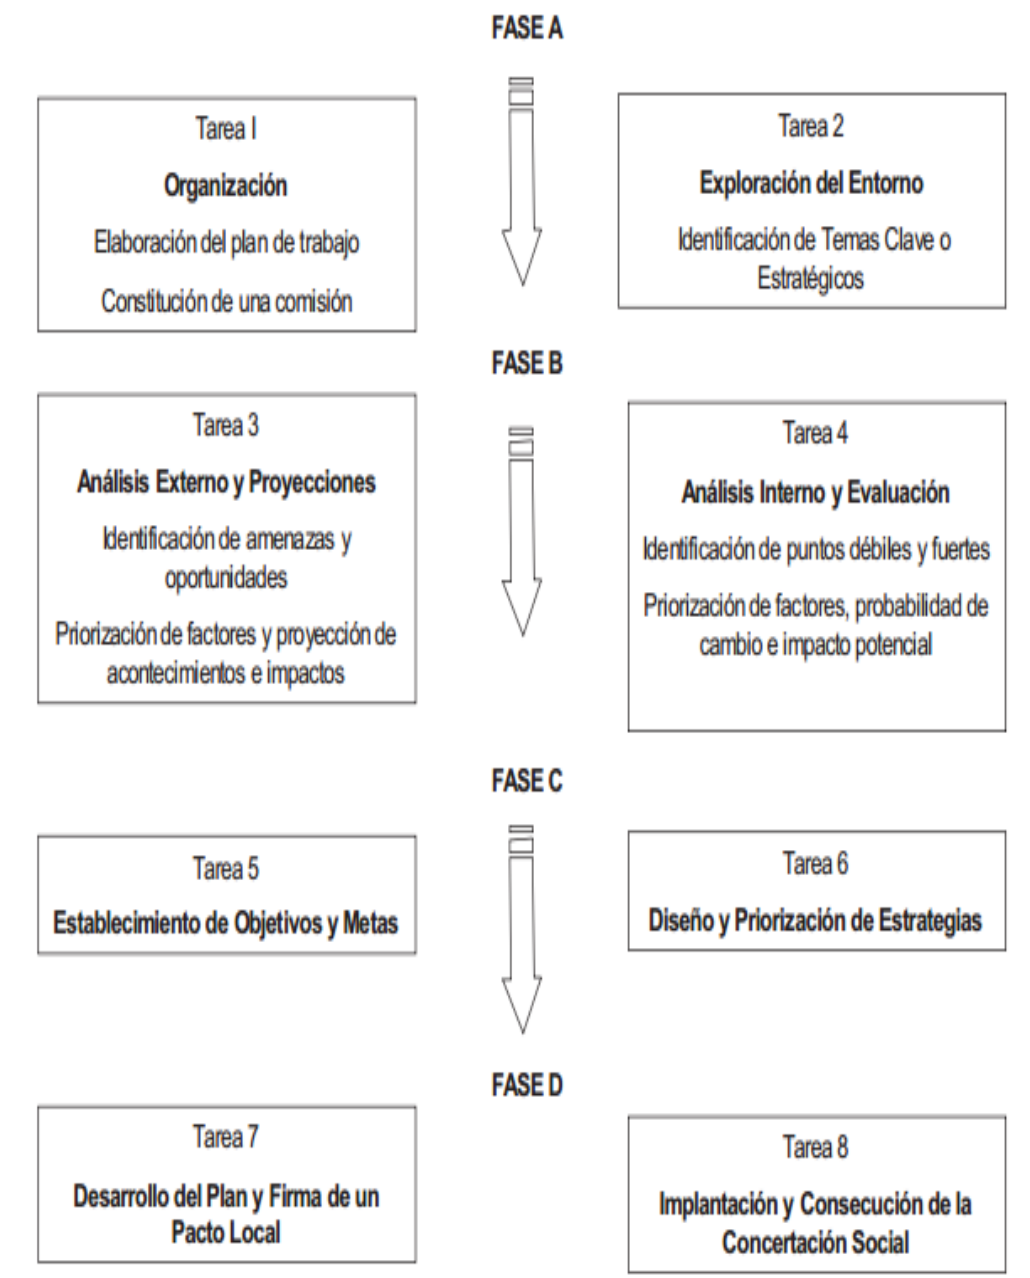 FASE A
Tarea I
Organización
Elaboración del plan de trabajo
Constitución de una comisión
Tarea 2
Exploración del Entorno
Identificación de Temas Clave o
Estratégicos
FASE B
Tarea 3
Análisis Externo y Proyecciones
Identificación de amenazas y
oportunidades
Priorización de factores y proyección de
acontecimientos e impactos
Tarea 4
Análisis Interno y Evaluación
Identificación de puntos débiles y fuertes
Priorización de factores, probabilidad de
cambio e impacto potencial
FASE C
Tarea 5
Establecimiento de Objetivos y Metas
Tarea 6
Diseño y Priorización de Estrategias
FASE D
Tarea 7
Desarrollo del Plan y Firma de un
Pacto Local
Tarea 8
Implantación y Consecución de la
Concertación Social